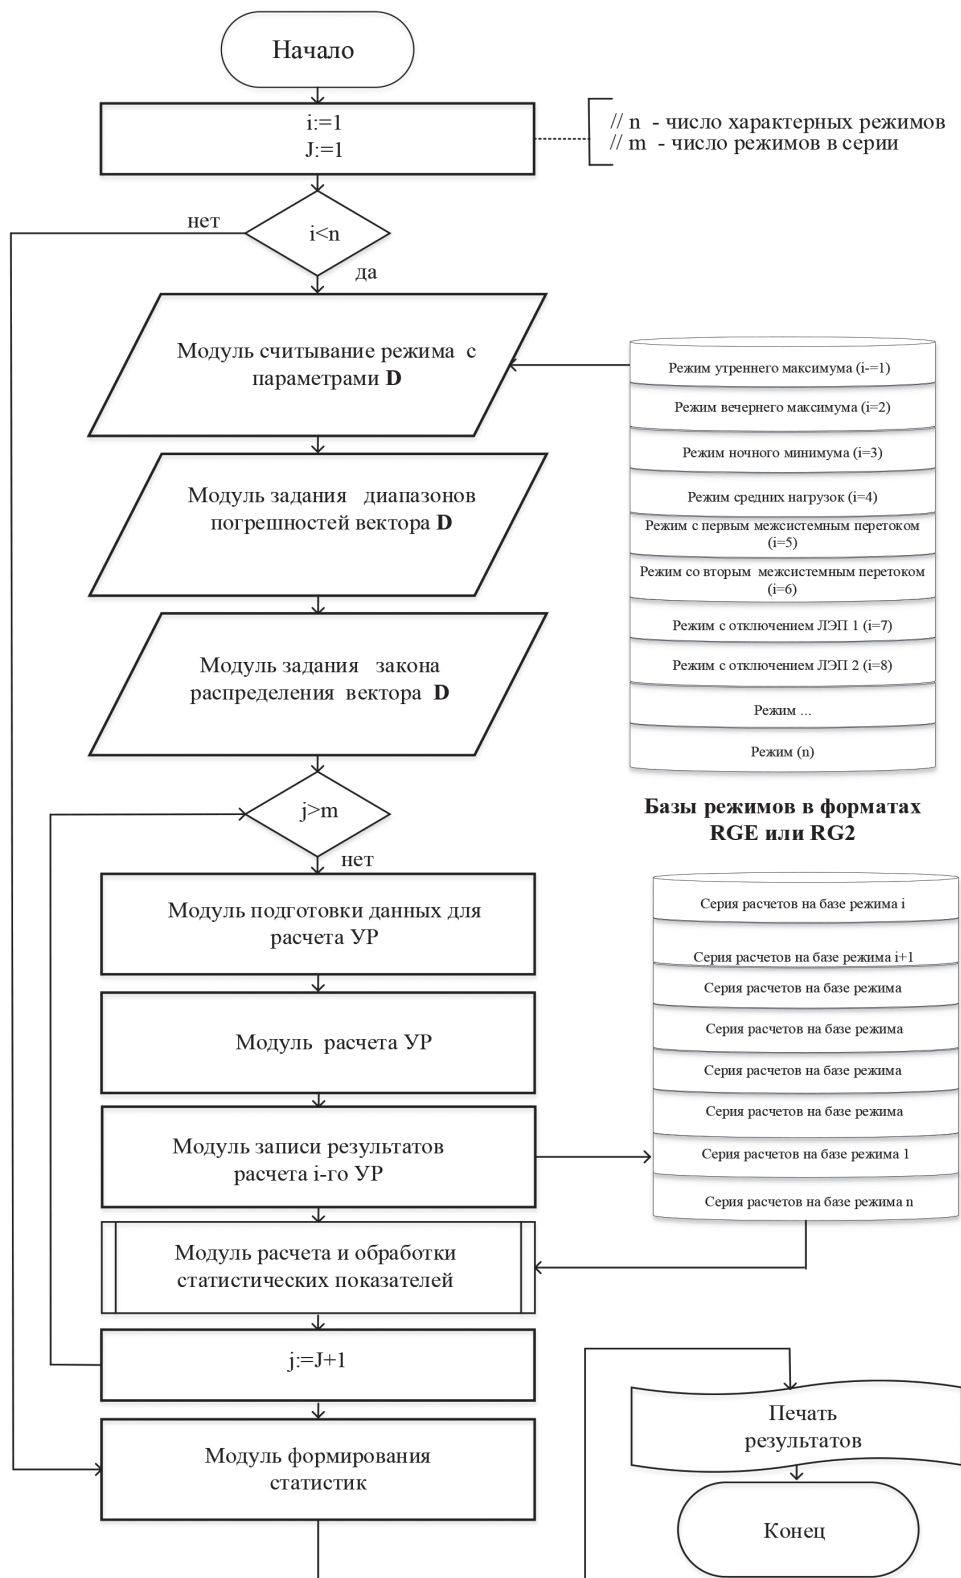 Начало
i:=1
J:=1
// n - число характерных режимов
// m - число режимов в серии
нет
i<n
да
Модуль считывание режима с
параметрами D
Режим утреннего максимума (i-=1)
Режим вечернего максимума (i=2)
Режим ночного минимума (i=3)
Режим средних нагрузок (i=4)
Режим с первым межсистемным перетоком
(i=5)
Режим со вторым межсистемным перетоком
(i=6)
Режим с отключением ЛЭП 1 (i=7)
Режим с отключением ЛЭП 2 (i=8)
Режим ...
Режим (n)
Базы режимов в форматах
RGE или RG2
Модуль задания диапазонов
погрешностей вектора D
Модуль задания закона
распределения вектора D
j>m
нет
Модуль подготовки данных для
расчета УР
Модуль расчета УР
Модуль записи результатов
расчета i-го УР
Серия расчетов на базе режима i
Серия расчетов на базе режима i+1
Серия расчетов на базе режима
Серия расчетов на базе режима
Серия расчетов на базе режима
Серия расчетов на базе режима
Серия расчетов на базе режима 1
Серия расчетов на базе режима n
Модуль расчета и обработки
статистических показателей
j:=J+1
Модуль формирования
статистик
Печать
результатов
Конец